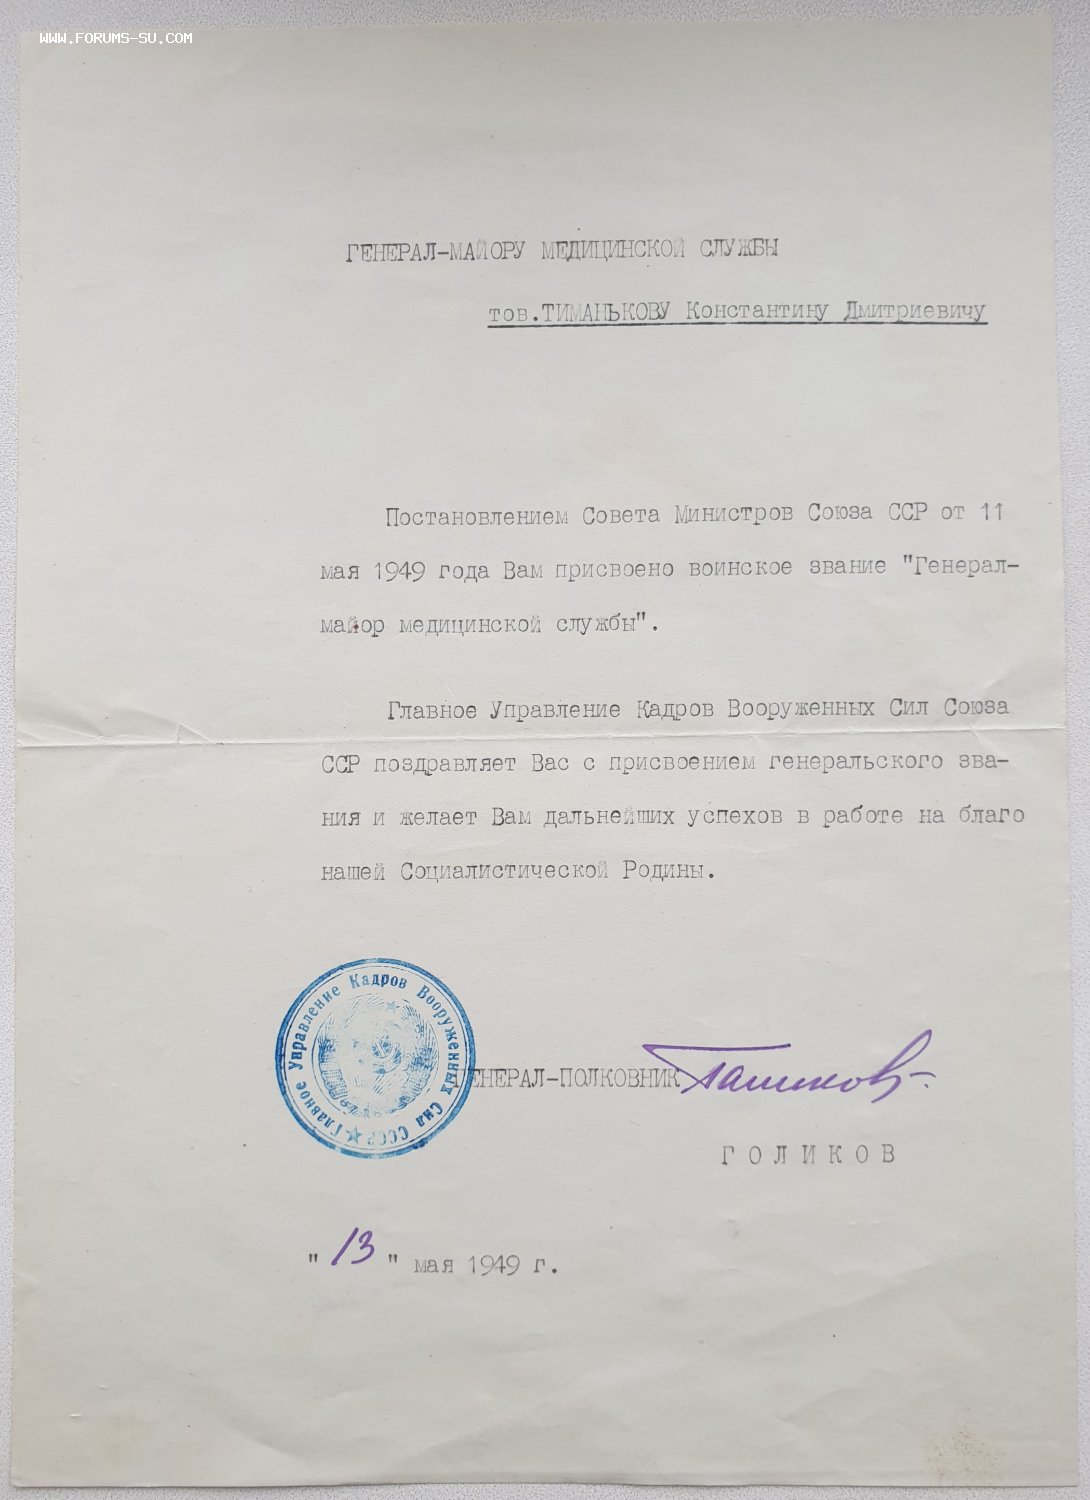 WWW.FORUMS-SU.COM
ГЕНЕРАЛ-МАЙОРУ МЕДИЦИНСКОЙ СЛУЖБЫ
тов.ТИМАНЬКОВУ Константину Дмитриевичу
Постановлением Совета Министров Союза ССР от 11
мая 1949 года Вам присвоено воинское звание "Генерал-
майор медицинской службы".
Главное Управление Кадров Вооруженных Сил Союза
ССР поздравляет Вас с присвоением генеральского зва-
ния и желает Вам дальнейших успехов в работе на благо
нашей Социалистической Родины.
Главное Управление Кадров Вооруженных Сил СССР
ГЕНЕРАЛ-ПОЛКОВНИК
ГОЛИКОВ
"13" мая 1949 г.